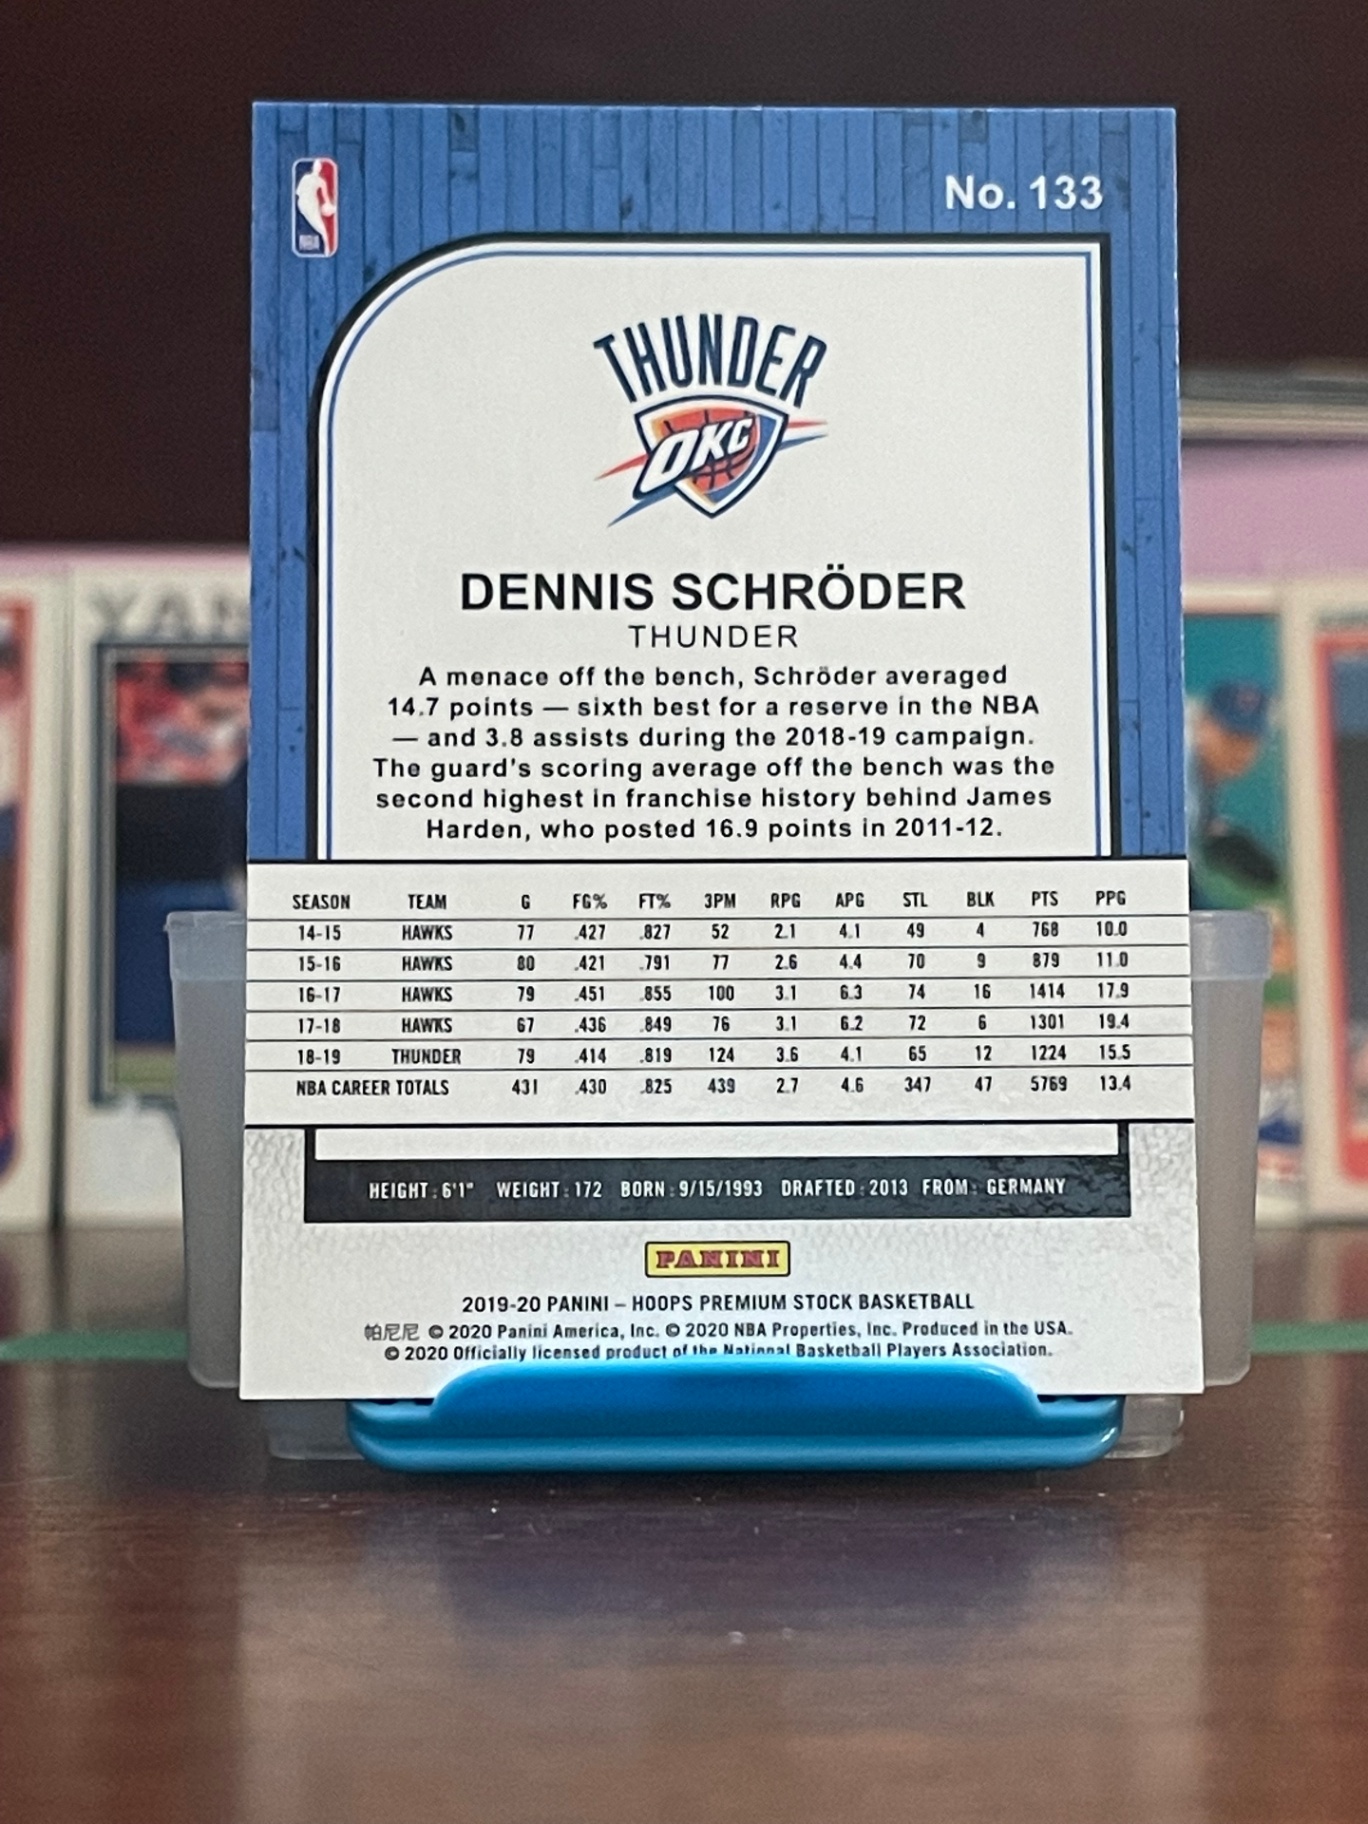 No. 133
NBA
THUNDER
OKC
DENNIS SCHRÖDER
THUNDER
A menace off the bench, Schröder averaged
14.7 points — sixth best for a reserve in the NBA
— and 3.8 assists during the 2018-19 campaign.
The guard's scoring average off the bench was the
second highest in franchise history behind James
Harden, who posted 16.9 points in 2011-12.
SEASON TEAM G FG% FT% 3PM RPG APG STL BLK PTS PPG
14-15 HAWKS 77 .427 .827 52 2.1 4.1 49 4 768 10.0
15-16 HAWKS 80 .421 .791 77 2.6 4.4 70 9 879 11.0
16-17 HAWKS 79 .451 .855 100 3.1 6.3 74 16 1414 17.9
17-18 HAWKS 67 .436 .849 76 3.1 6.2 72 6 1301 19.4
18-19 THUNDER 79 .414 .819 124 3.6 4.1 65 12 1224 15.5
NBA CAREER TOTALS 431 .430 .825 439 2.7 4.6 347 47 5769 13.4
HEIGHT: 6'1" WEIGHT: 172 BORN: 9/15/1993 DRAFTED: 2013 FROM: GERMANY
PANINI
2019-20 PANINI – HOOPS PREMIUM STOCK BASKETBALL
帕尼尼 © 2020 Panini America, Inc. © 2020 NBA Properties, Inc. Produced in the USA.
© 2020 Officially licensed product of the National Basketball Players Association.